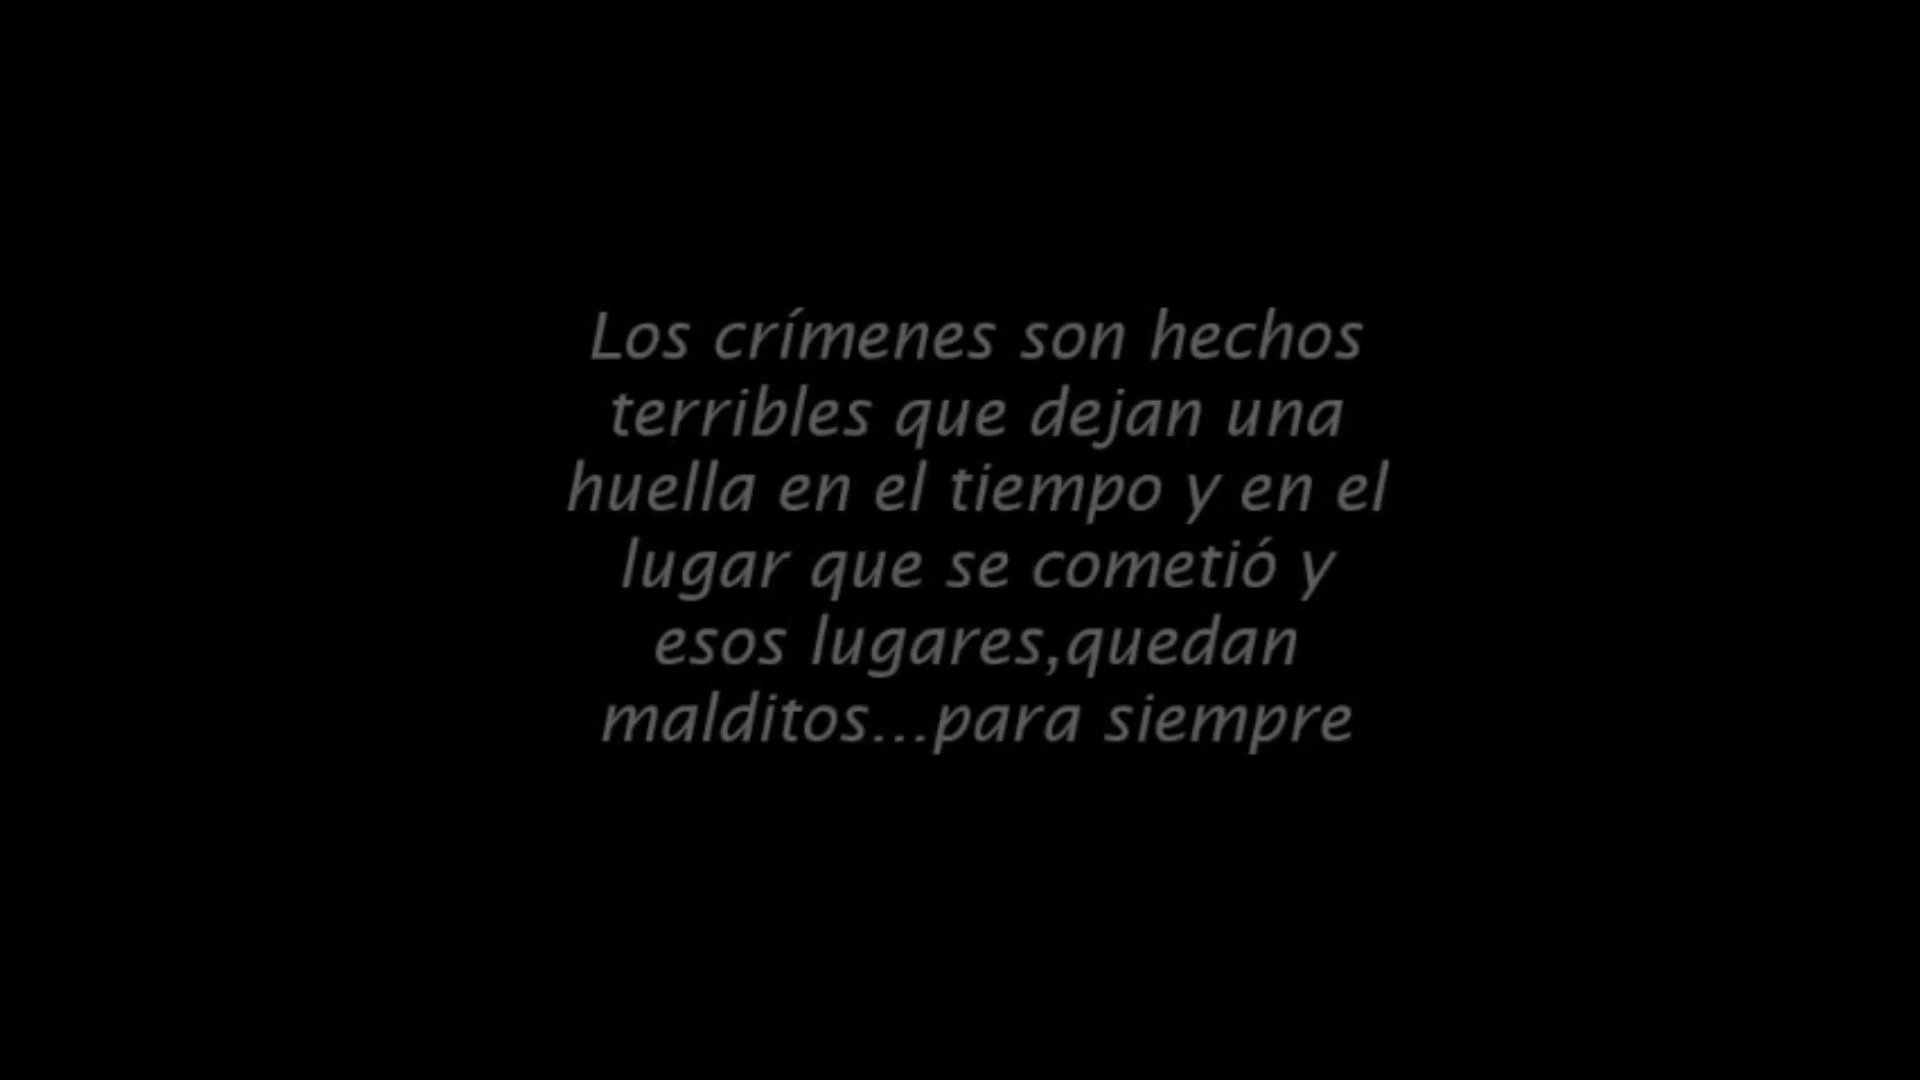 Los crímenes son hechos
terribles que dejan una
huella en el tiempo y en el
lugar que se cometió y
esos lugares,quedan
malditos...para siempre